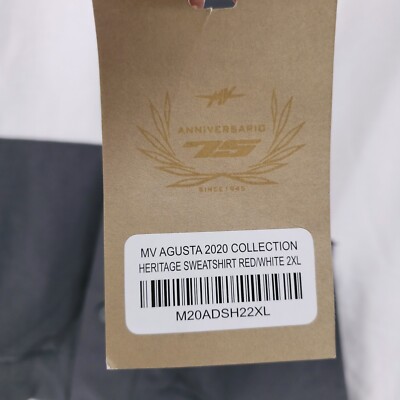 ANNIVERSARIO
75
SINCE 1945
MV AGUSTA 2020 COLLECTION
HERITAGE SWEATSHIRT RED/WHITE 2XL
M20ADSH22XL